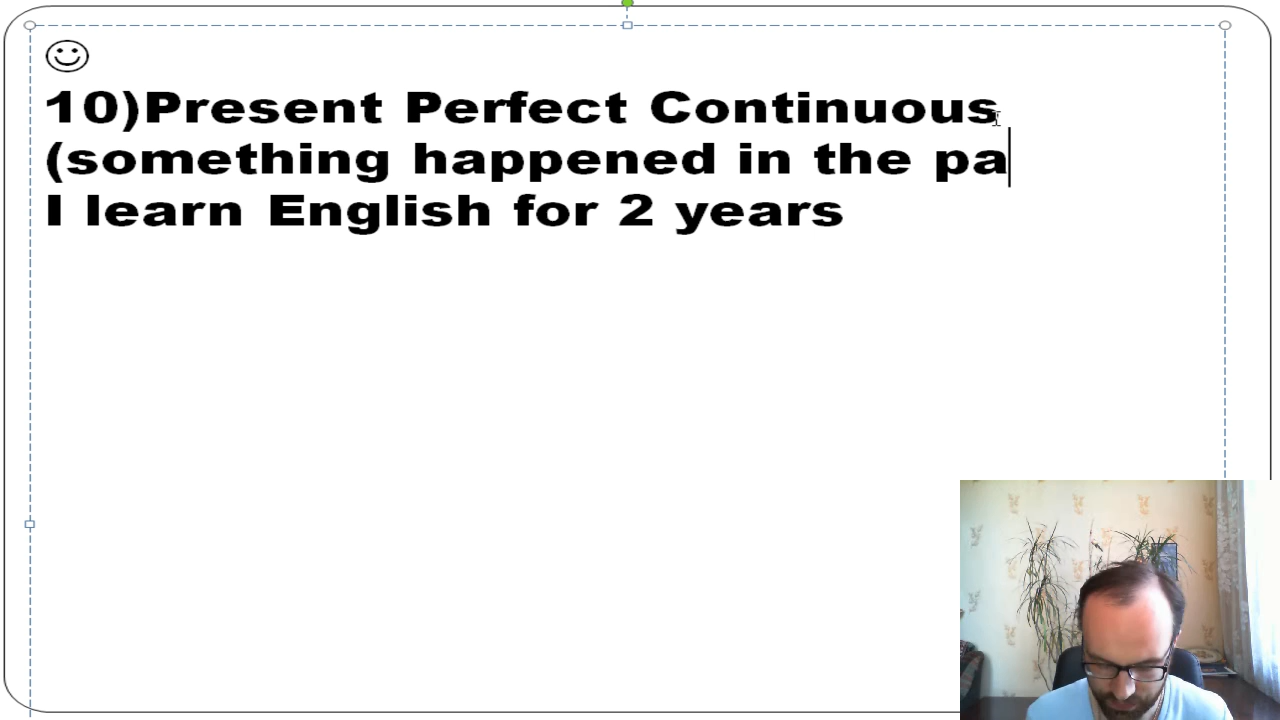 10)Present Perfect Continuous
(something happened in the pa
I learn English for 2 years